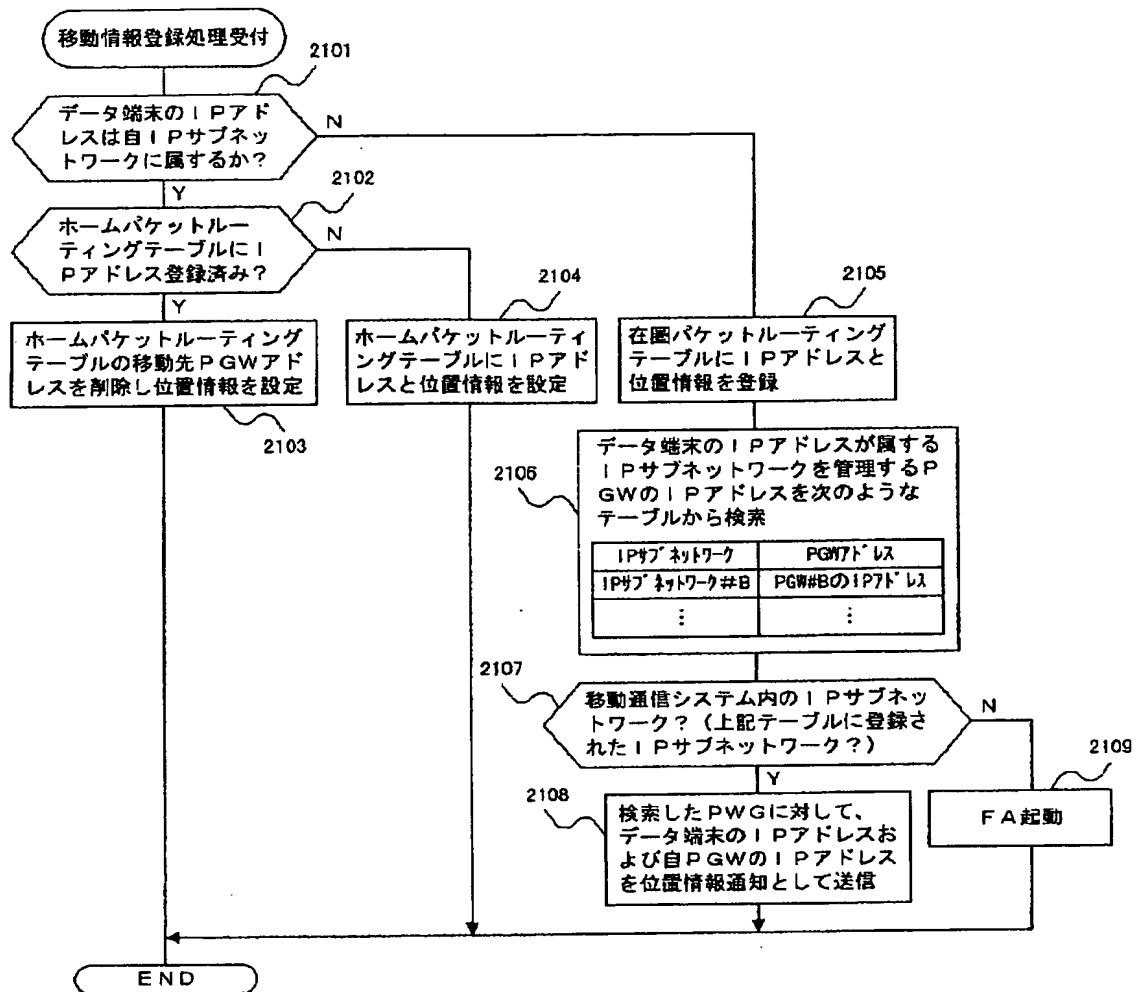 移動情報登録処理受付
2101
データ端末のIPアド
レスは自IPサブネッ
トワークに属するか?
N
Y
2102
ホームパケットルー
ティングテーブルにI
Pアドレス登録済み?
N
Y
2104
2105
ホームパケットルーティング
テーブルの移動先PGWアド
レスを削除し位置情報を設定
2103
ホームパケットルーティ
ングテーブルにIPアド
レスと位置情報を設定
在圏パケットルーティング
テーブルにIPアドレスと
位置情報を登録
2106
データ端末のIPアドレスが属する
IPサブネットワークを管理するP
GWのIPアドレスを次のような
テーブルから検索
IPサブネットワーク PGWアドレス
IPサブネットワーク#B PGW#BのIPアドレス
⋮ ⋮
2107
移動通信システム内のIPサブネッ
トワーク?(上記テーブルに登録さ
れたIPサブネットワーク?)
N
Y
2109
2108
検索したPWGに対して、
データ端末のIPアドレスお
よび自PGWのIPアドレス
を位置情報通知として送信
FA起動
END